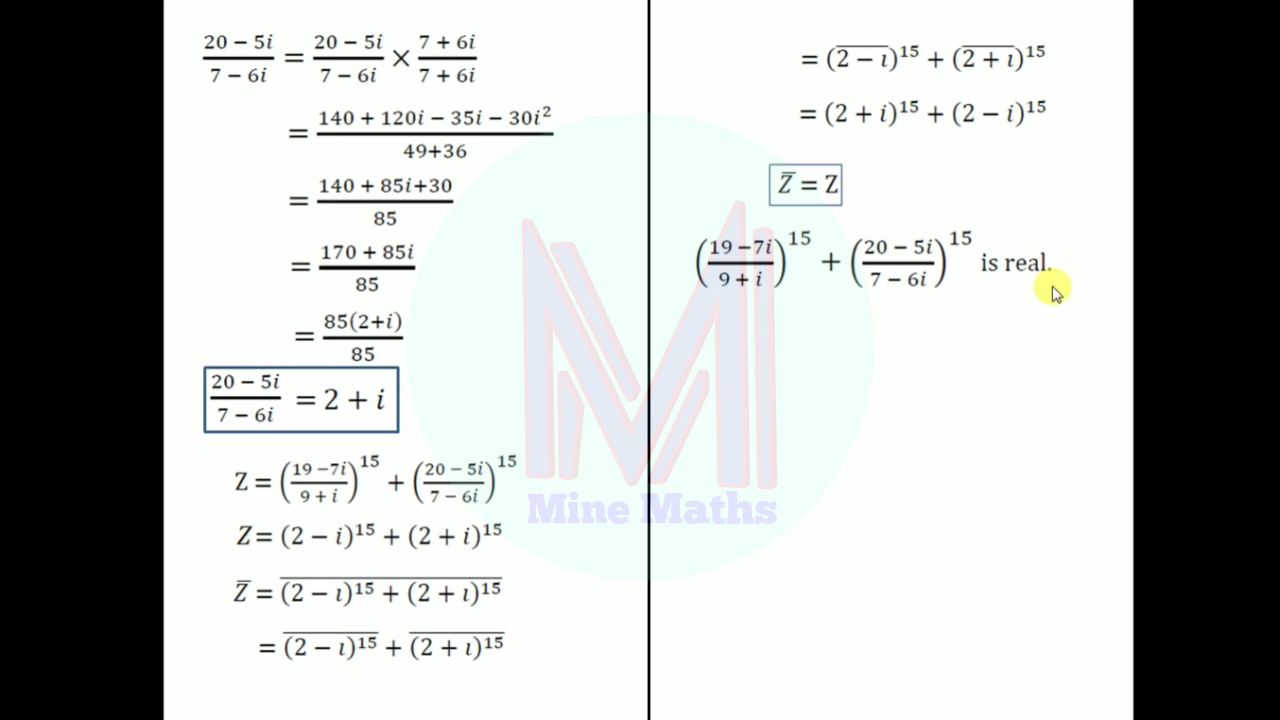 (20 − 5i)/(7 − 6i) = (20 − 5i)/(7 − 6i) × (7 + 6i)/(7 + 6i)
= (140 + 120i − 35i − 30i²)/(49+36)
= (140 + 85i+30)/85
= (170 + 85i)/85
= 85(2+i)/85
(20 − 5i)/(7 − 6i) = 2 + i
Z = ((19 −7i)/(9 + i))¹⁵ + ((20 − 5i)/(7 − 6i))¹⁵
Z = (2 − i)¹⁵ + (2 + i)¹⁵
Z̅ = \overline{(2 − ı)¹⁵ + (2 + ı)¹⁵}
= \overline{(2 − ı)¹⁵} + \overline{(2 + ı)¹⁵}
= (\overline{2 − ı})¹⁵ + (\overline{2 + ı})¹⁵
= (2 + i)¹⁵ + (2 − i)¹⁵
Z̅ = Z
((19 −7i)/(9 + i))¹⁵ + ((20 − 5i)/(7 − 6i))¹⁵ is real.
Mine Maths